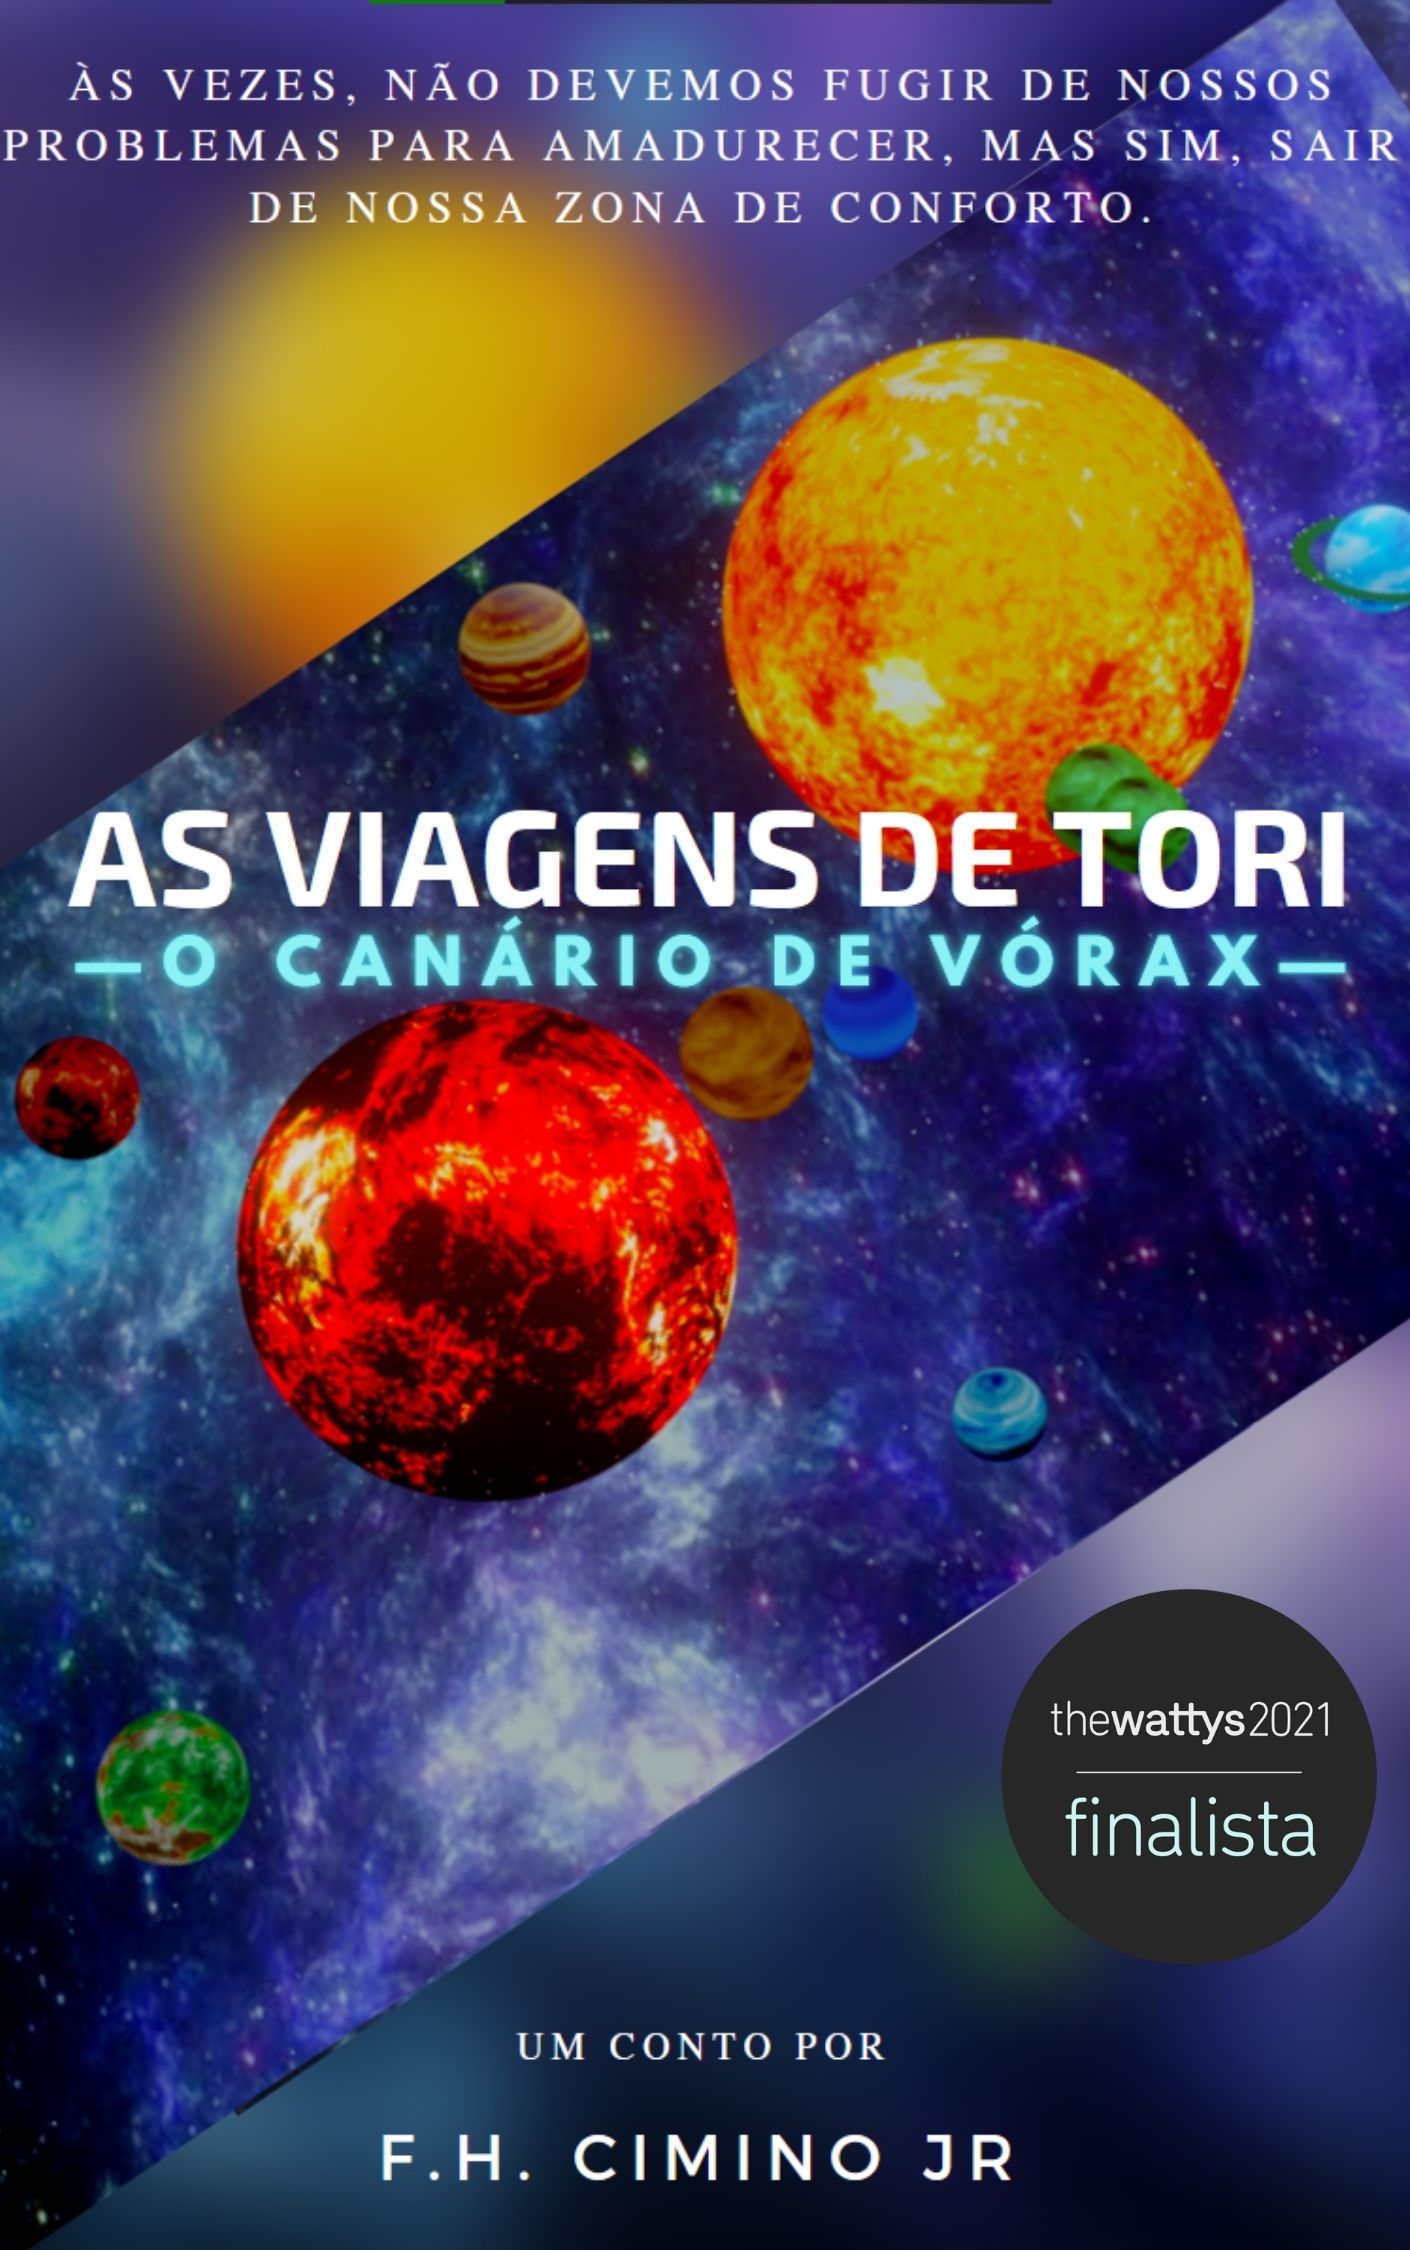 ÀS VEZES, NÃO DEVEMOS FUGIR DE NOSSOS
PROBLEMAS PARA AMADURECER, MAS SIM, SAIR
DE NOSSA ZONA DE CONFORTO.
AS VIAGENS DE TORI
—O CANÁRIO DE VÓRAX—
thewattys2021
finalista
UM CONTO POR
F.H. CIMINO JR